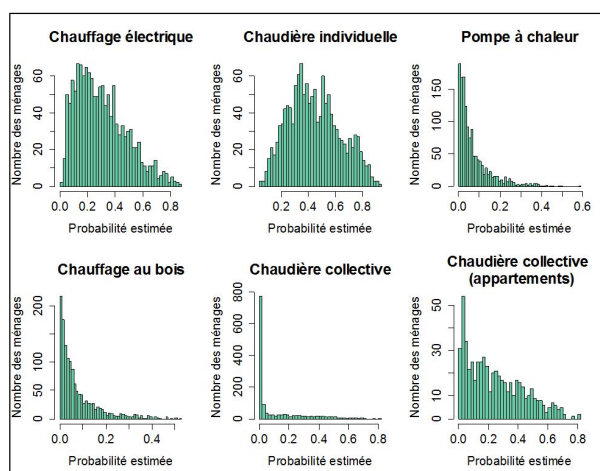 Chauffage électrique
Nombre des ménages
0 20 40 60
0.0 0.2 0.4 0.6 0.8
Probabilité estimée
Chaudière individuelle
Nombre des ménages
0 20 40 60
0.2 0.4 0.6 0.8
Probabilité estimée
Pompe à chaleur
Nombre des ménages
0 50 100 150
0.0 0.2 0.4 0.6
Probabilité estimée
Chauffage au bois
Nombre des ménages
0 50 100 200
0.0 0.2 0.4
Probabilité estimée
Chaudière collective
Nombre des ménages
0 200 400 600 800
0.0 0.2 0.4 0.6 0.8
Probabilité estimée
Chaudière collective
(appartements)
Nombre des ménages
0 10 30 50
0.0 0.2 0.4 0.6 0.8
Probabilité estimée